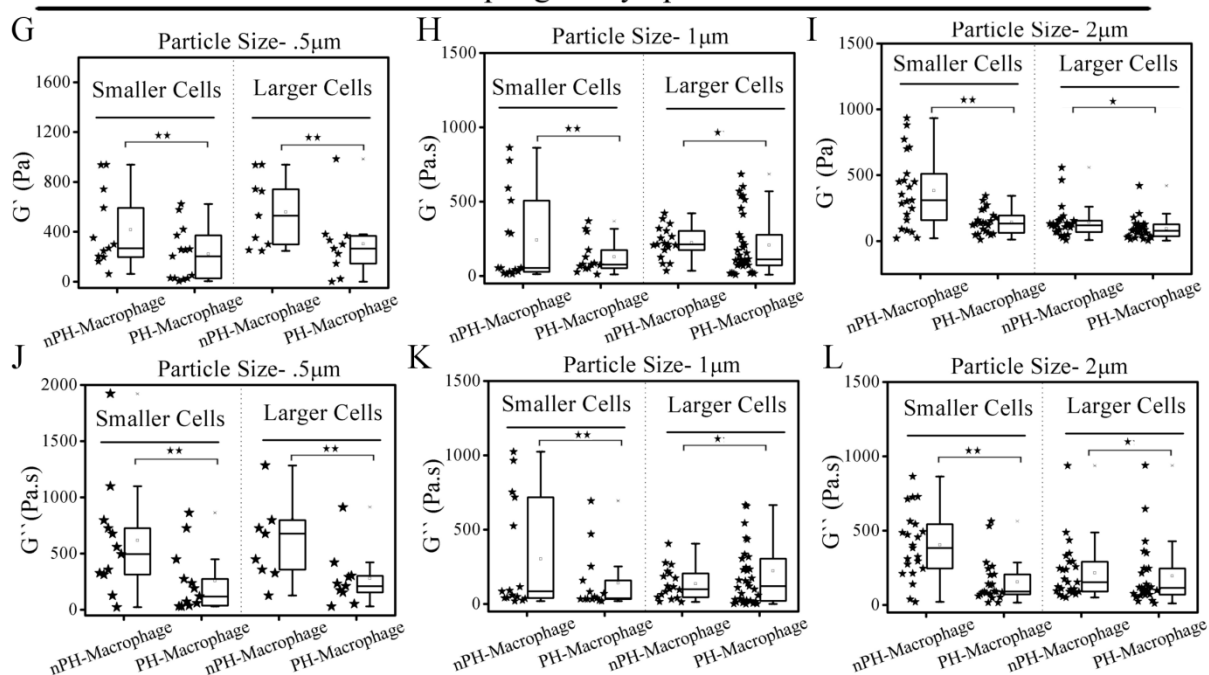 G
Particle Size- .5μm
Smaller Cells
Larger Cells
★★
★★
G` (Pa)
1600
1200
800
400
0
nPH-Macrophage
PH-Macrophage
nPH-Macrophage
PH-Macrophage
H
Particle Size- 1μm
Smaller Cells
Larger Cells
★★
★
G` (Pa.s)
1500
1000
500
0
nPH-Macrophage
PH-Macrophage
nPH-Macrophage
PH-Macrophage
I
Particle Size- 2μm
Smaller Cells
Larger Cells
★★
★
1500
1000
500
0
nPH-Macrophage
PH-Macrophage
nPH-Macrophage
PH-Macrophage
J
Particle Size- .5μm
Smaller Cells
Larger Cells
★★
★★
G`` (Pa.s)
2000
1500
1000
500
0
nPH-Macrophage
PH-Macrophage
nPH-Macrophage
PH-Macrophage
K
Particle Size- 1μm
Smaller Cells
Larger Cells
★★
★
G`` (Pa.s)
1500
1000
500
0
nPH-Macrophage
PH-Macrophage
nPH-Macrophage
PH-Macrophage
L
Particle Size- 2μm
Smaller Cells
Larger Cells
★★
★
G`` (Pa.s)
1500
1000
500
0
nPH-Macrophage
PH-Macrophage
nPH-Macrophage
PH-Macrophage